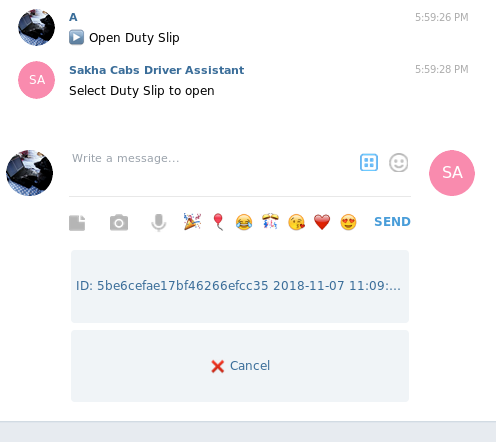 A 5:59:26 PM
▶ Open Duty Slip
SA Sakha Cabs Driver Assistant 5:59:28 PM
Select Duty Slip to open
Write a message...
SA
SEND
ID: 5be6cefae17bf46266efcc35 2018-11-07 11:09:...
❌ Cancel